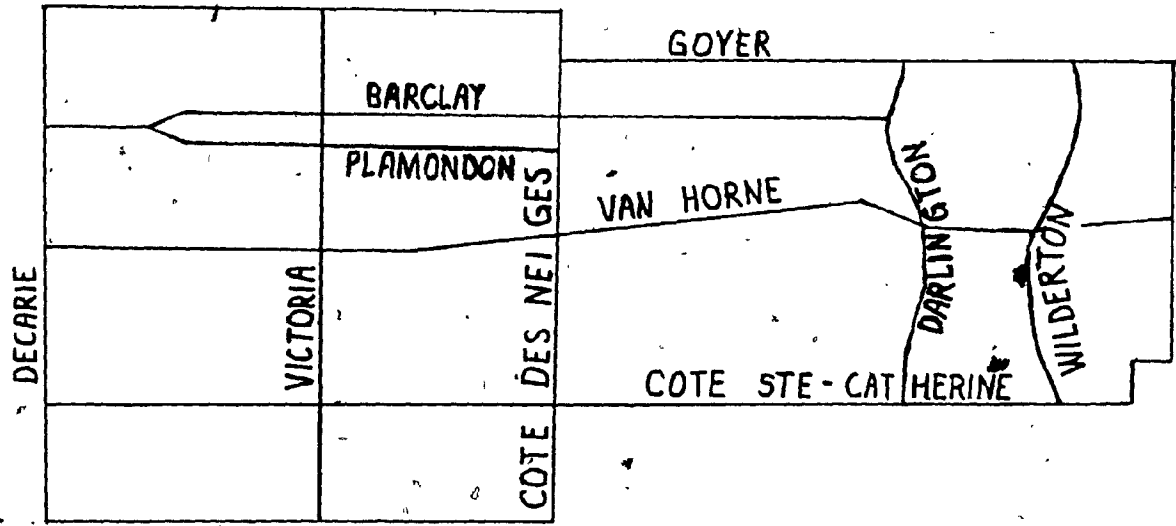 GOYER
BARCLAY
PLAMONDON
VAN HORNE
DARLINGTON
WILDERTON
DECARIE
VICTORIA
COTE DES NEIGES
COTE STE-CATHERINE